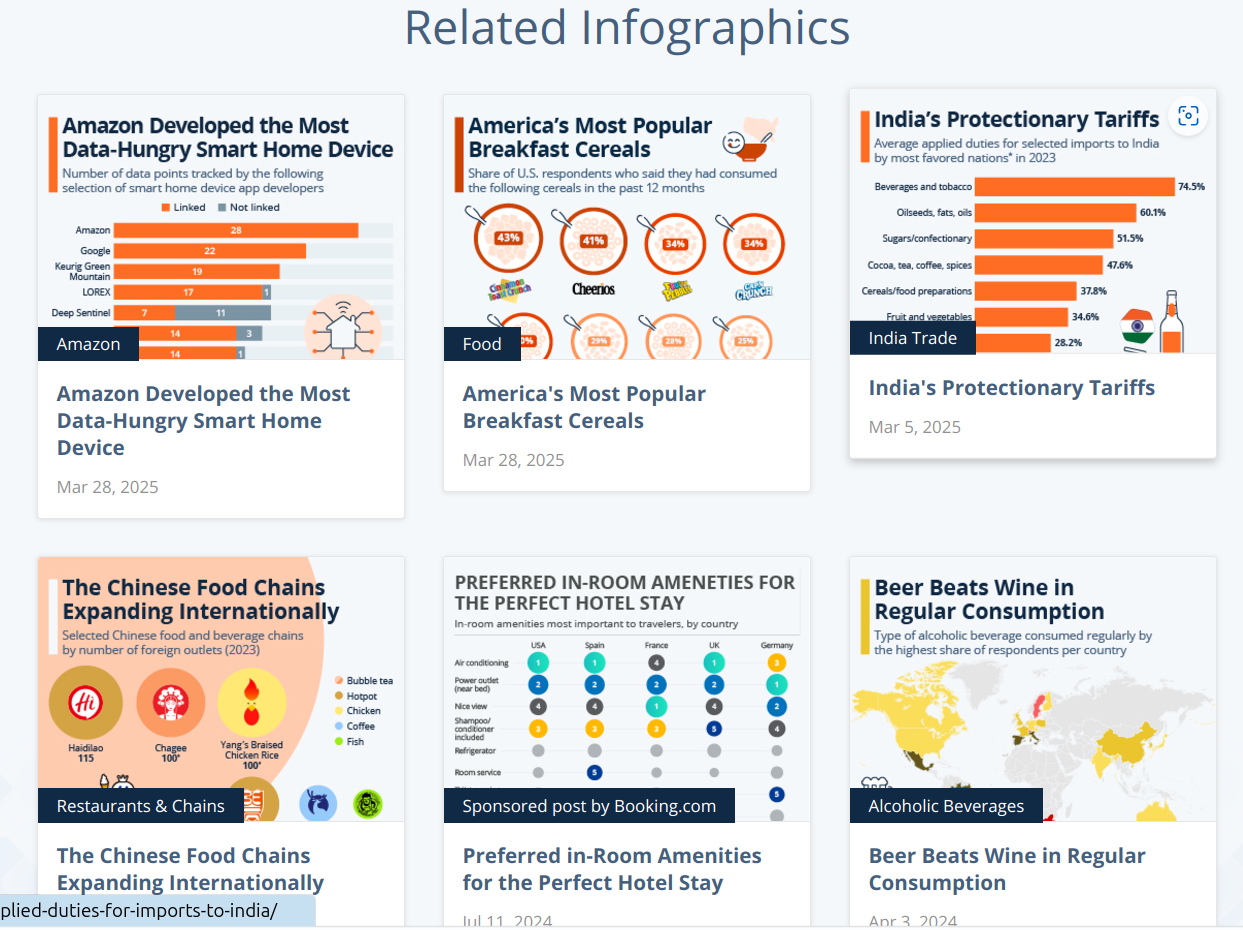 Related Infographics
Amazon Developed the Most
Data-Hungry Smart Home Device
Number of data points tracked by the following
selection of smart home device app developers
Linked Not linked
Amazon 28
Google 22
Keurig Green
Mountain 19
LOREX 17 1
Deep Sentinel 7 11
14 3
14 1
Amazon
Amazon Developed the Most
Data-Hungry Smart Home
Device
Mar 28, 2025
America's Most Popular
Breakfast Cereals
Share of U.S. respondents who said they had consumed
the following cereals in the past 12 months
43% 41% 34% 34%
Cinnamon Toast Crunch Cheerios Fruity Pebbles Cap'n Crunch
0% 29% 28% 25%
Food
America's Most Popular
Breakfast Cereals
Mar 28, 2025
India's Protectionary Tariffs
Average applied duties for selected imports to India
by most favored nations* in 2023
Beverages and tobacco 74.5%
Oilseeds, fats, oils 60.1%
Sugars/confectionary 51.5%
Cocoa, tea, coffee, spices 47.6%
Cereals/food preparations 37.8%
Fruit and vegetables 34.6%
28.2%
India Trade
India's Protectionary Tariffs
Mar 5, 2025
The Chinese Food Chains
Expanding Internationally
Selected Chinese food and beverage chains
by number of foreign outlets (2023)
Bubble tea
Hotpot
Chicken
Coffee
Fish
Hi
Haidilao
115
Chagee
100*
Yang's Braised
Chicken Rice
100*
Restaurants & Chains
The Chinese Food Chains
Expanding Internationally
plied-duties-for-imports-to-india/
PREFERRED IN-ROOM AMENETIES FOR
THE PERFECT HOTEL STAY
In-room amenities most important to travelers, by country
USA Spain France UK Germany
Air conditioning 1 1 4 1 3
Power outlet
(near bed) 2 2 2 2 1
Nice view 4 4 1 4 2
Shampoo/
conditioner
included 3 3 3 5 4
Refrigerator
Room service 5
5
Sponsored post by Booking.com
Preferred in-Room Amenities
for the Perfect Hotel Stay
Jul 11, 2024
Beer Beats Wine in
Regular Consumption
Type of alcoholic beverage consumed regularly by
the highest share of respondents per country
Alcoholic Beverages
Beer Beats Wine in Regular
Consumption
Apr 3, 2024